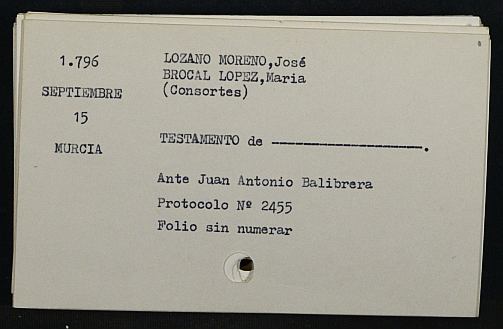 1.796
SEPTIEMBRE
15
MURCIA
LOZANO MORENO,José
BROCAL LOPEZ,Maria
(Consortes)
TESTAMENTO de --------------------.
Ante Juan Antonio Balibrera
Protocolo Nº 2455
Folio sin numerar